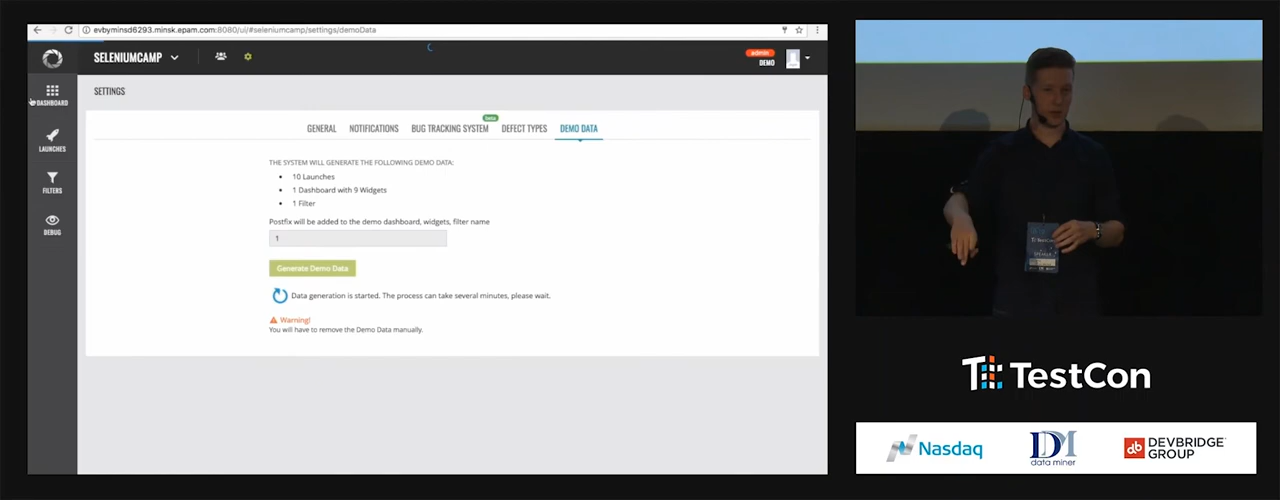 evbyminsd6293.minsk.epam.com:8080/ui/#seleniumcamp/settings/demoData
SELENIUMCAMP
admin
DEMO
DASHBOARD
LAUNCHES
FILTERS
DEBUG
SETTINGS
GENERAL
NOTIFICATIONS
BUG TRACKING SYSTEM
beta
DEFECT TYPES
DEMO DATA
THE SYSTEM WILL GENERATE THE FOLLOWING DEMO DATA:
• 10 Launches
• 1 Dashboard with 9 Widgets
• 1 Filter
Postfix will be added to the demo dashboard, widgets, filter name
1
Generate Demo Data
Data generation is started. The process can take several minutes, please wait.
Warning!
You will have to remove the Demo Data manually.
SPEAKER
TestCon
Nasdaq
DM
data miner
db
DEVBRIDGE
GROUP